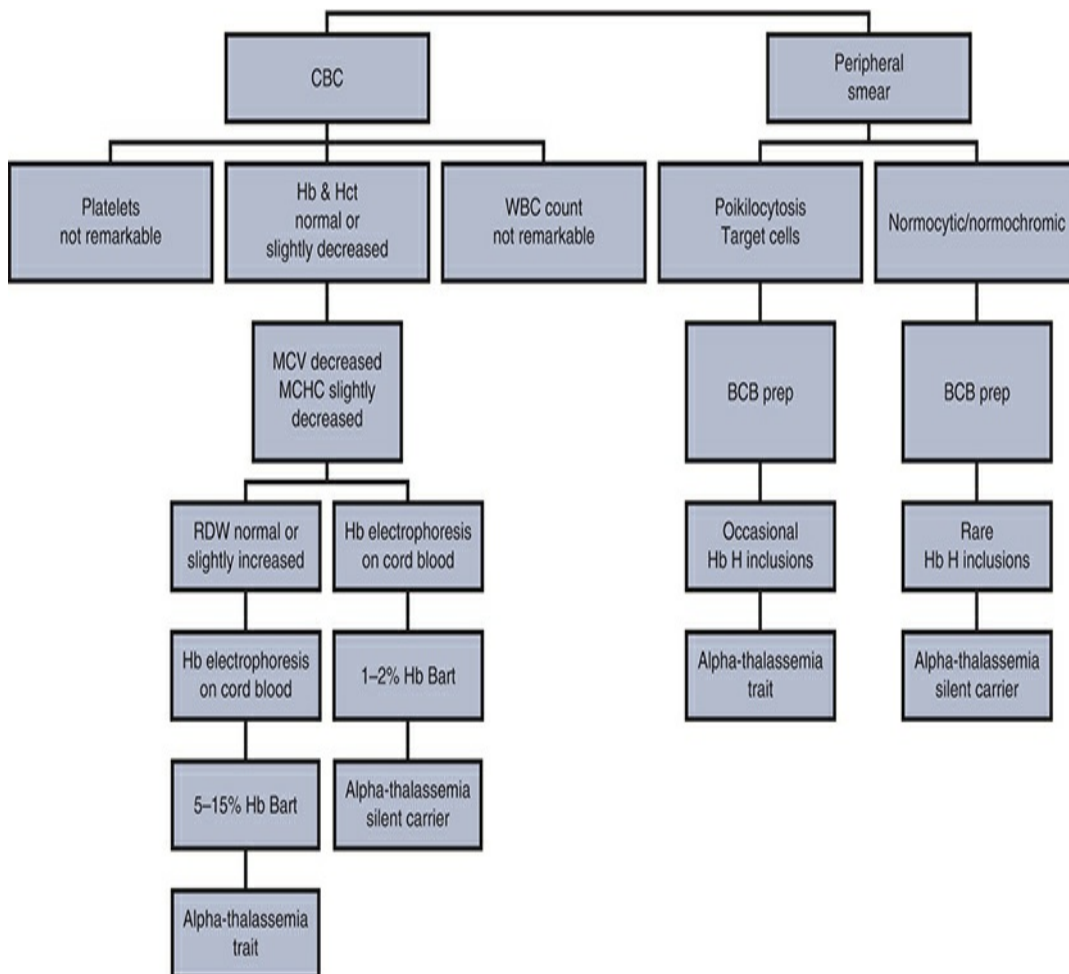 CBC
Peripheral
smear
Platelets
not remarkable
Hb & Hct
normal or
slightly decreased
WBC count
not remarkable
Poikilocytosis
Target cells
Normocytic/normochromic
MCV decreased
MCHC slightly
decreased
BCB prep
BCB prep
RDW normal or
slightly increased
Hb electrophoresis
on cord blood
Occasional
Hb H inclusions
Rare
Hb H inclusions
Hb electrophoresis
on cord blood
1–2% Hb Bart
Alpha-thalassemia
trait
Alpha-thalassemia
silent carrier
5–15% Hb Bart
Alpha-thalassemia
silent carrier
Alpha-thalassemia
trait